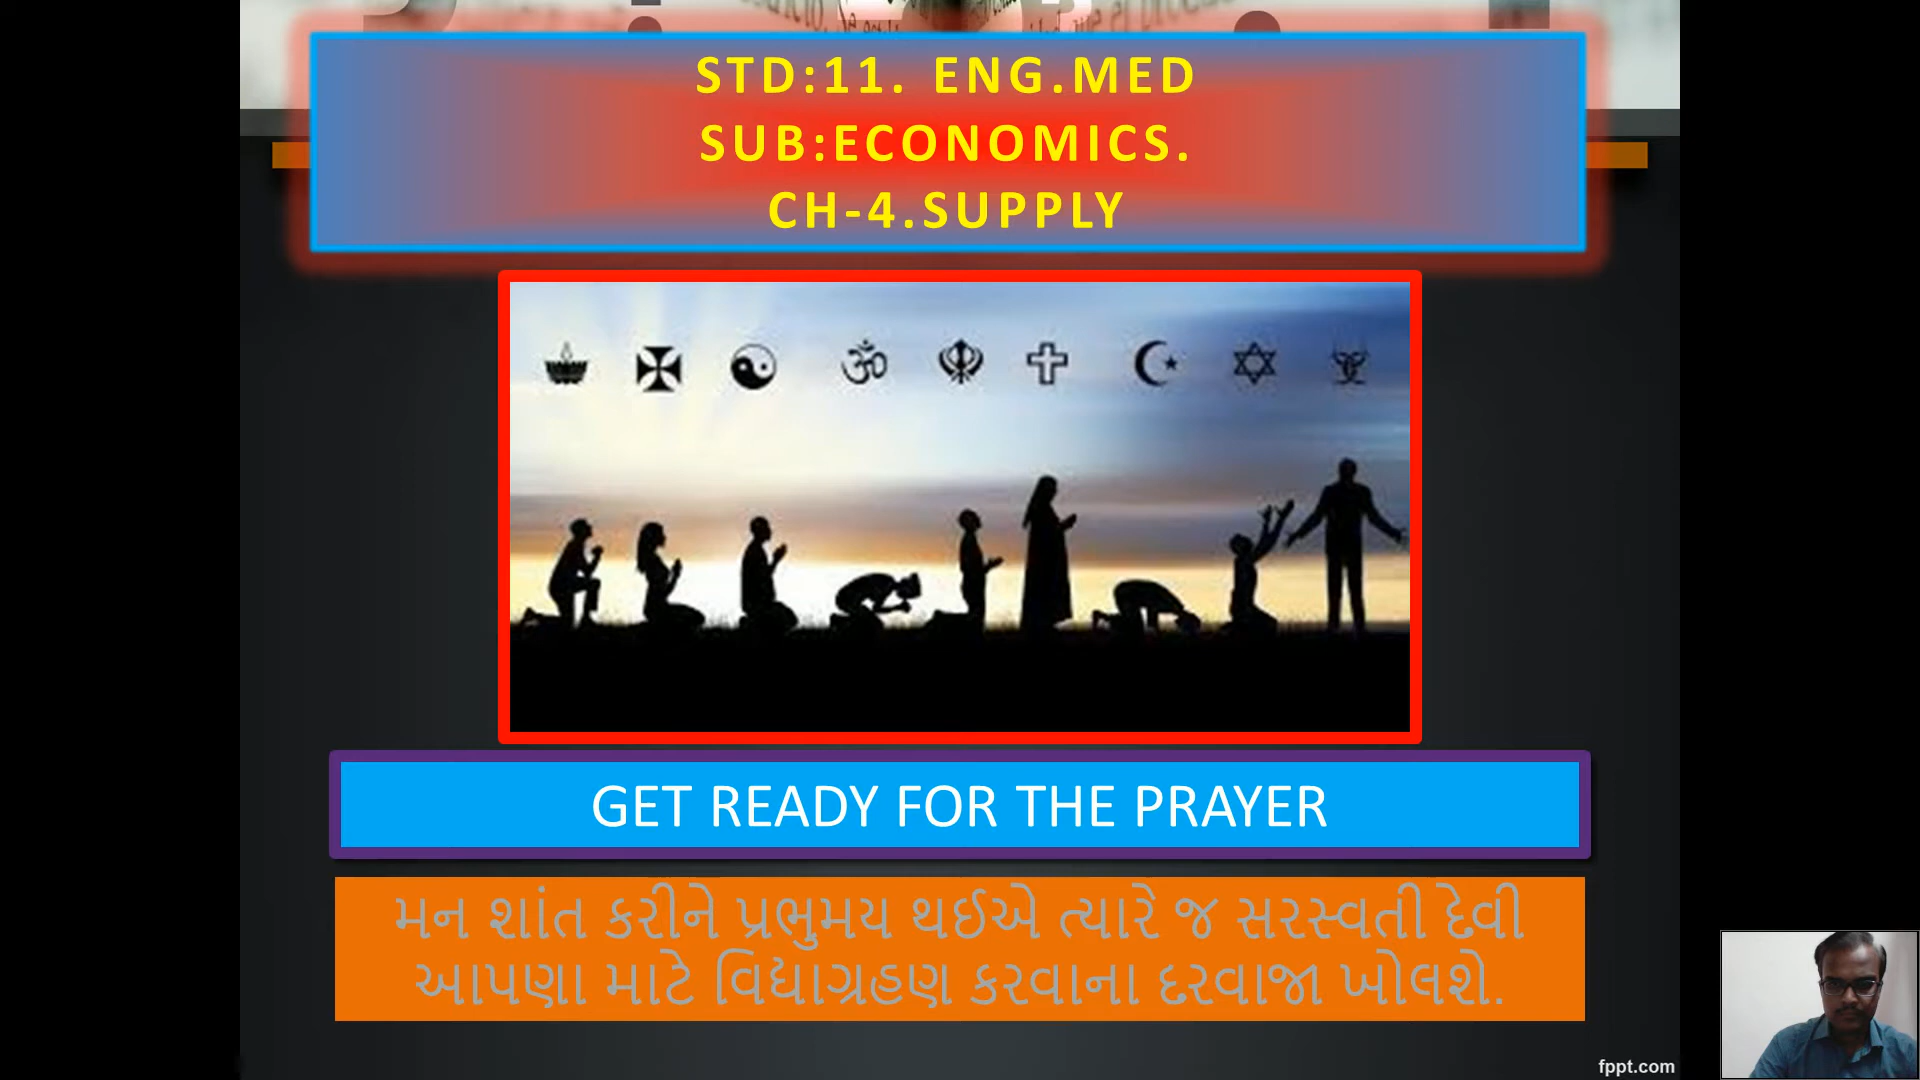 STD:11. ENG.MED
SUB:ECONOMICS.
CH-4.SUPPLY
GET READY FOR THE PRAYER
મન શાંત કરીને પ્રભુમય થઈએ ત્યારે જ સરસ્વતી દેવી
આપણા માટે વિદ્યાગ્રહણ કરવાના દરવાજા ખોલશે.
fppt.com